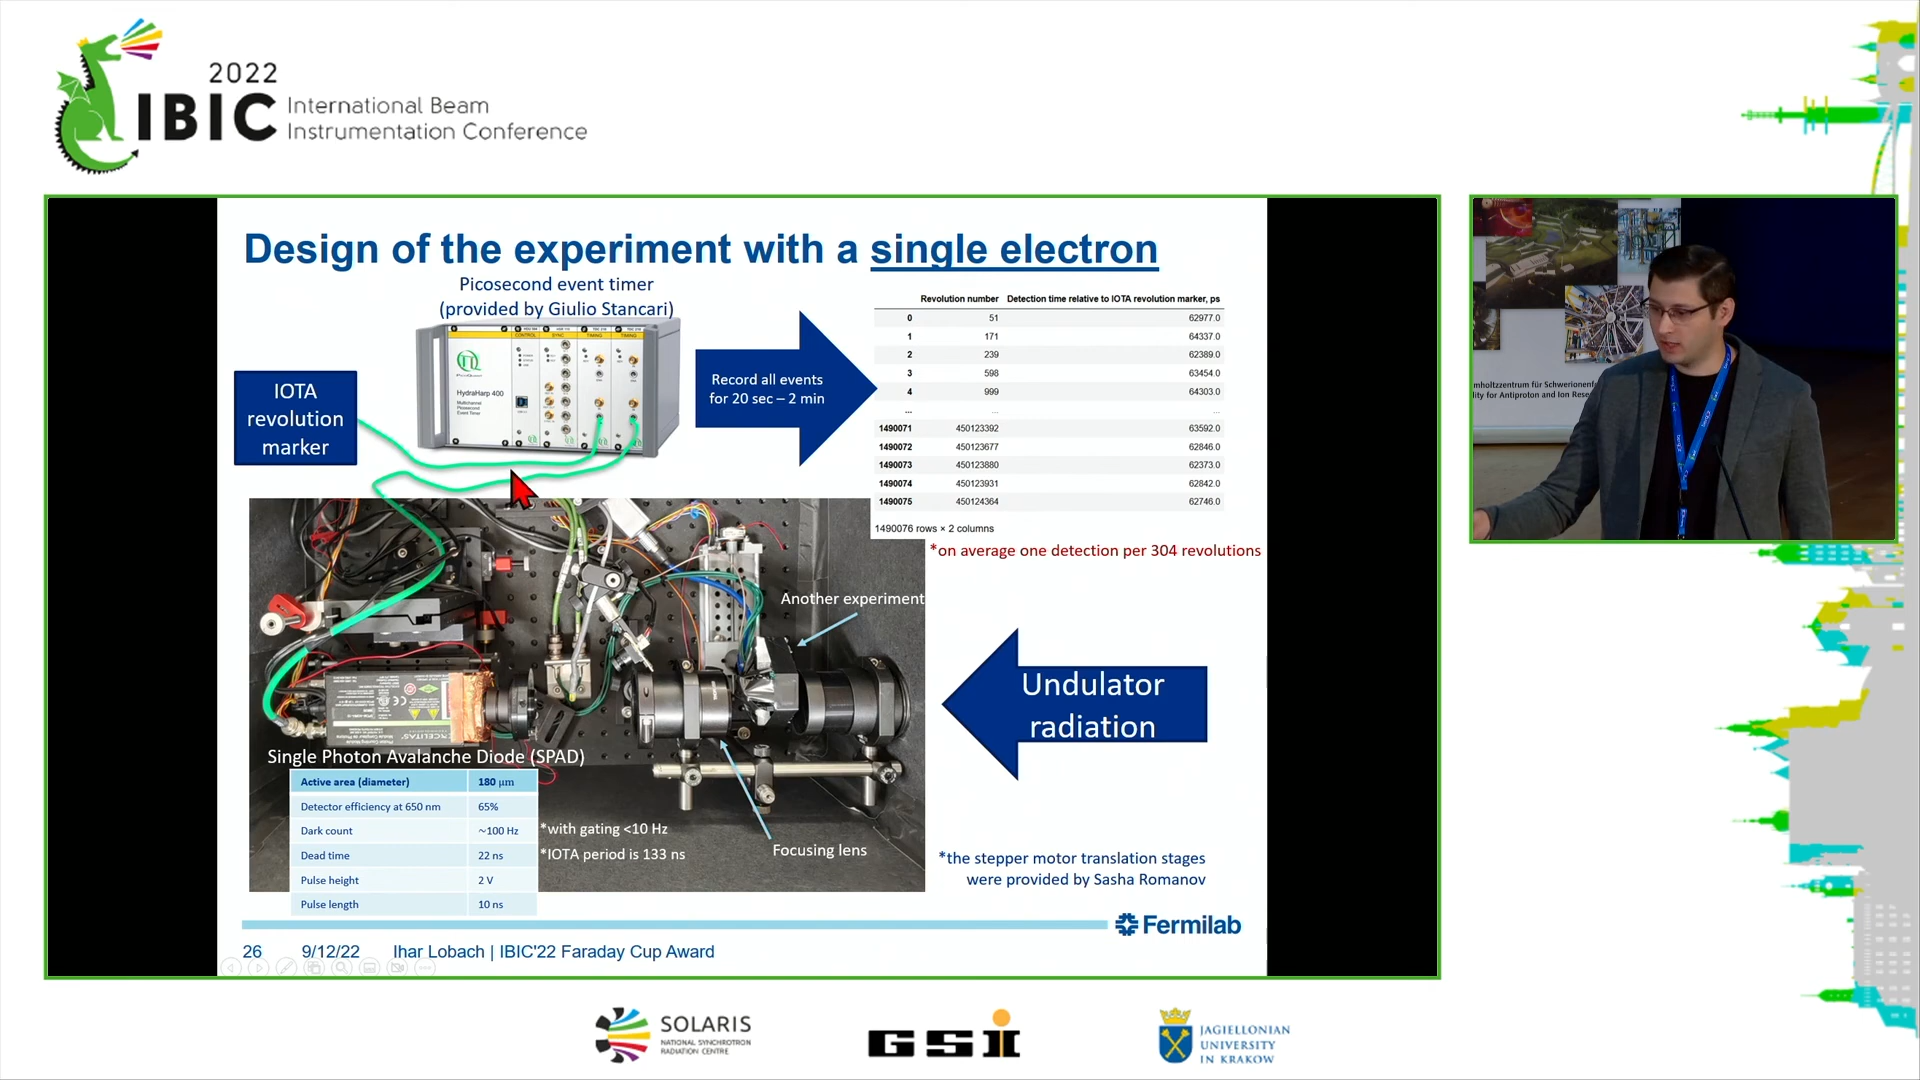 2022
IBIC
International Beam
Instrumentation Conference
Design of the experiment with a single electron
Picosecond event timer
(provided by Giulio Stancari)
HydraHarp 400
IOTA
revolution
marker
Record all events
for 20 sec – 2 min
Revolution number Detection time relative to IOTA revolution marker, ps
0 51 62977.0
1 171 64337.0
2 239 62389.0
3 598 63454.0
4 999 64303.0
... ... ...
1490071 450123392 63592.0
1490072 450123677 62846.0
1490073 450123880 62373.0
1490074 450123931 62842.0
1490075 450124364 62746.0
1490076 rows × 2 columns
*on average one detection per 304 revolutions
Another experiment
Undulator
radiation
Single Photon Avalanche Diode (SPAD)
Active area (diameter) 180 μm
Detector efficiency at 650 nm 65%
Dark count ~100 Hz
Dead time 22 ns
Pulse height 2 V
Pulse length 10 ns
*with gating <10 Hz
*IOTA period is 133 ns
Focusing lens
*the stepper motor translation stages
were provided by Sasha Romanov
Fermilab
26 9/12/22 Ihar Lobach | IBIC'22 Faraday Cup Award
SOLARIS
NATIONAL SYNCHROTRON
RADIATION CENTRE
GSi
JAGIELLONIAN
UNIVERSITY
IN KRAKOW